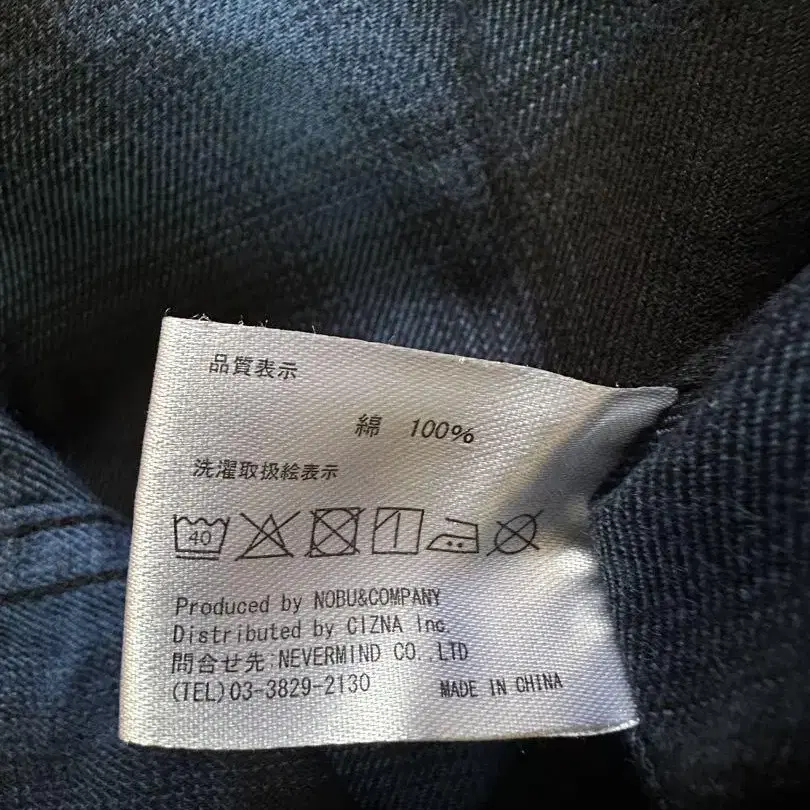 品質表示
綿 100%
洗濯取扱絵表示
40
Produced by NOBU&COMPANY
Distributed by CIZNA Inc.
問合せ先:NEVERMIND CO.,LTD
(TEL)03-3829-2130 MADE IN CHINA